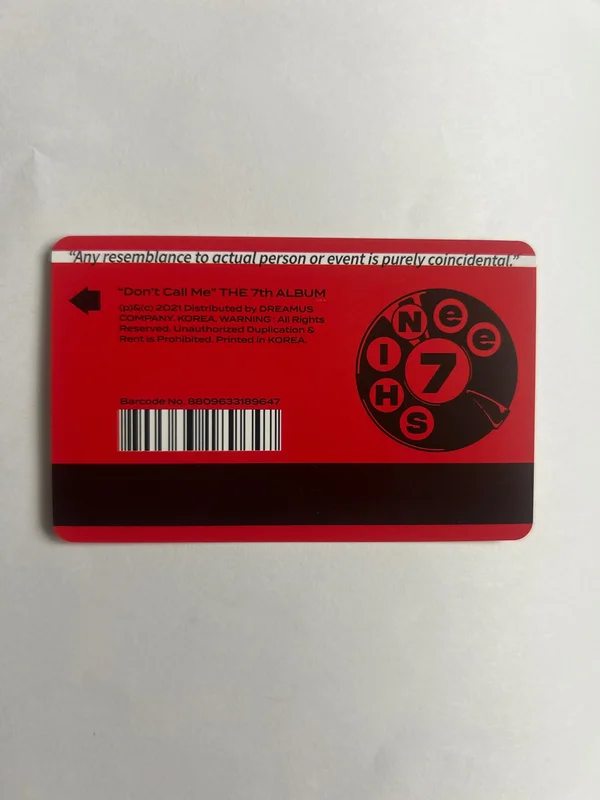 “Any resemblance to actual person or event is purely coincidental.”
“Don't Call Me” THE 7th ALBUM
(p)&(c) 2021 Distributed by DREAMUS
COMPANY. KOREA. WARNING : All Rights
Reserved. Unauthorized Duplication &
Rent is Prohibited. Printed in KOREA.
Barcode No. 8809633189647
SHINee
7